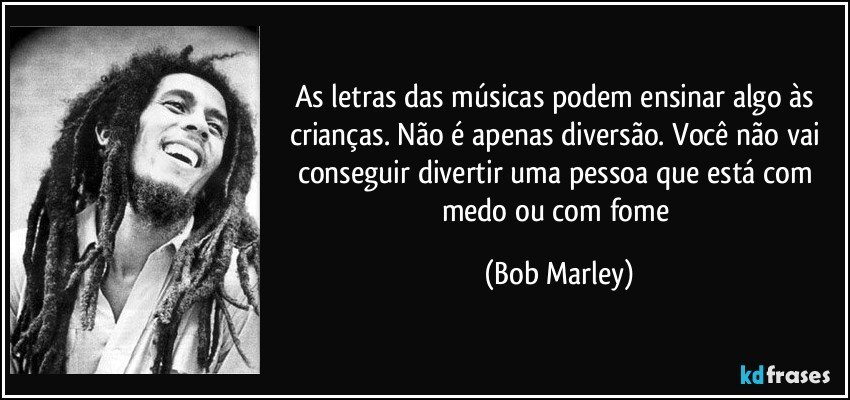 As letras das músicas podem ensinar algo às
crianças. Não é apenas diversão. Você não vai
conseguir divertir uma pessoa que está com
medo ou com fome
(Bob Marley)
kdfrases